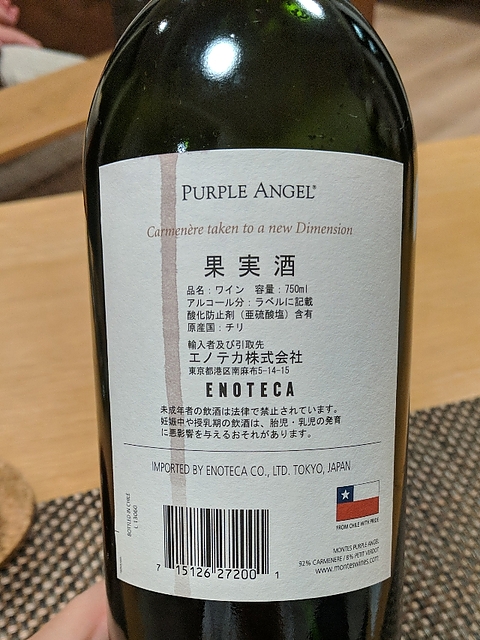 PURPLE ANGEL®
Carmenère taken to a new Dimension
果実酒
品名：ワイン 容量：750ml
アルコール分：ラベルに記載
酸化防止剤（亜硫酸塩）含有
原産国：チリ
輸入者及び引取先
エノテカ株式会社
東京都港区南麻布5-14-15
ENOTECA
未成年者の飲酒は法律で禁止されています。
妊娠中や授乳期の飲酒は、胎児・乳児の発育
に悪影響を与えるおそれがあります。
IMPORTED BY ENOTECA CO., LTD. TOKYO, JAPAN
BOTTLED IN CHILE
L 13060
FROM CHILE WITH PRIDE
MONTES PURPLE ANGEL
92% CARMENERE / 8% PETIT VERDOT
www.monteswines.com
7 15126 27200 1